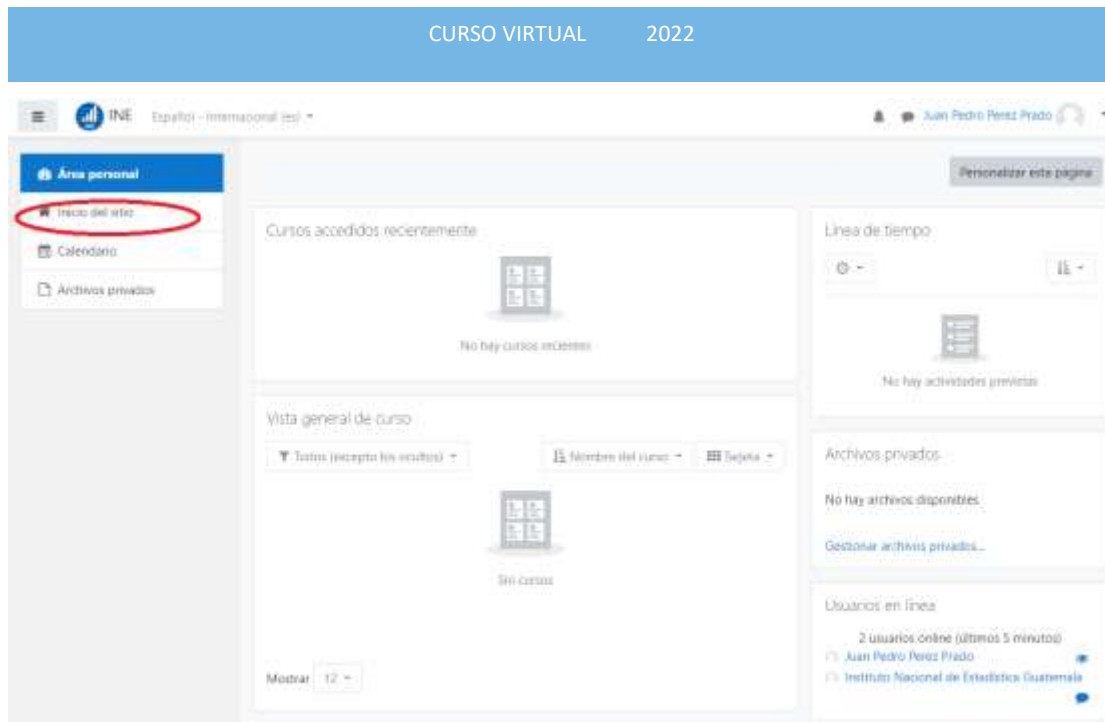 CURSO VIRTUAL 2022
INE Español - Internacional (es)
Juan Pedro Perez Prado
Área personal
Inicio del sitio
Calendario
Archivos privados
Personalizar esta página
Cursos accedidos recientemente
No hay cursos recientes
Vista general de curso
Todos (excepto los ocultos)
Nombre del curso
Tarjeta
Sin cursos
Mostrar 12
Línea de tiempo
No hay actividades previstas
Archivos privados
No hay archivos disponibles
Gestionar archivos privados...
Usuarios en línea
2 usuarios online (últimos 5 minutos)
Juan Pedro Perez Prado
Instituto Nacional de Estadística Guatemala